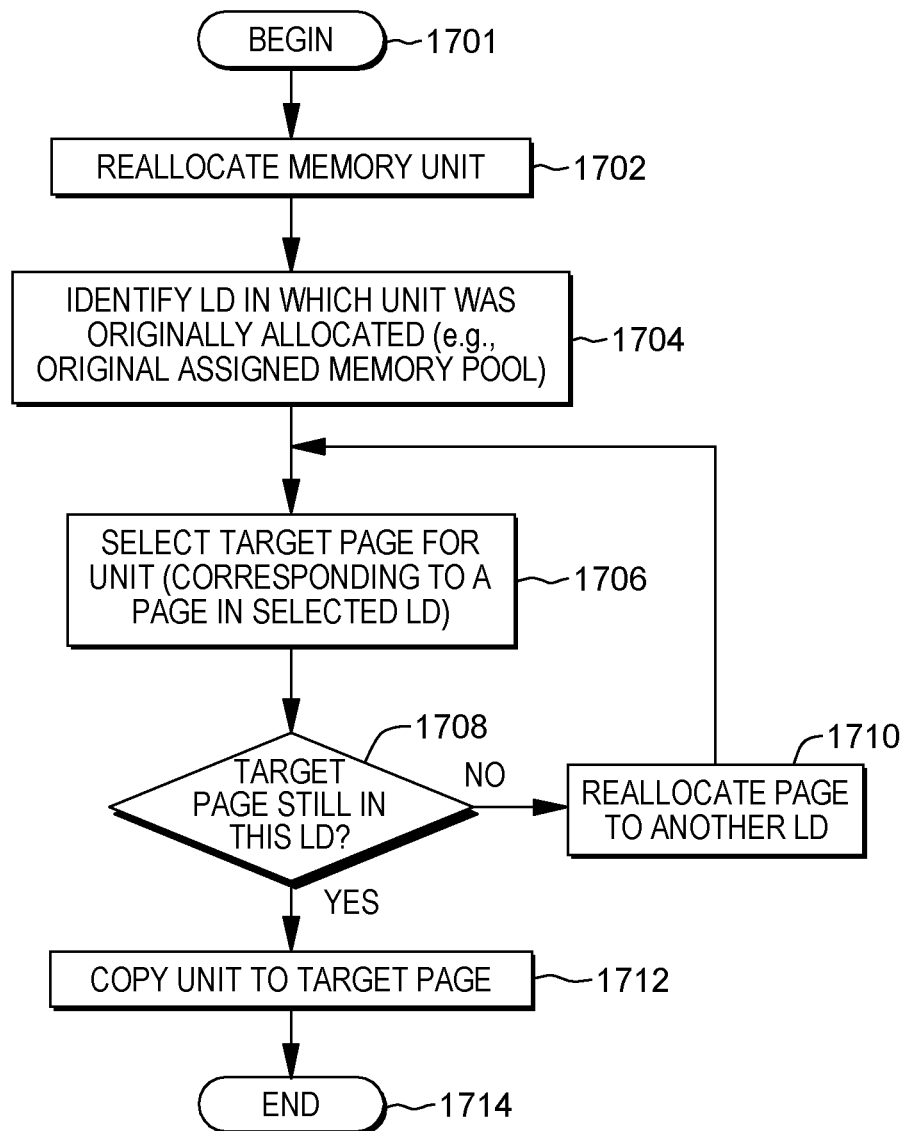 BEGIN
1701
REALLOCATE MEMORY UNIT
1702
IDENTIFY LD IN WHICH UNIT WAS
ORIGINALLY ALLOCATED (e.g.,
ORIGINAL ASSIGNED MEMORY POOL)
1704
SELECT TARGET PAGE FOR
UNIT (CORRESPONDING TO A
PAGE IN SELECTED LD)
1706
1708
TARGET
PAGE STILL IN
THIS LD?
NO
1710
REALLOCATE PAGE
TO ANOTHER LD
YES
COPY UNIT TO TARGET PAGE
1712
END
1714